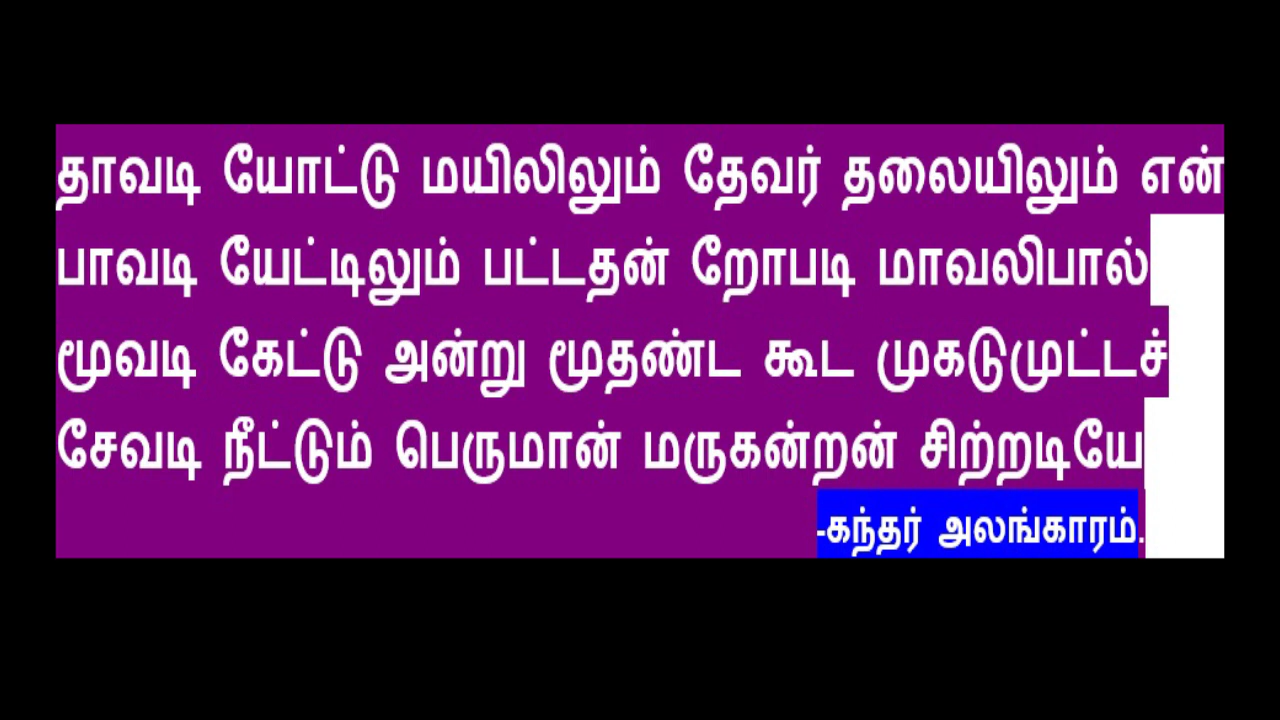 தாவடி யோட்டு மயிலிலும் தேவர் தலையிலும் என்
பாவடி யேட்டிலும் பட்டதன் றோபடி மாவலிபால்
மூவடி கேட்டு அன்று மூதண்ட கூட முகடுமுட்டச்
சேவடி நீட்டும் பெருமான் மருகன்றன் சிற்றடியே
-கந்தர் அலங்காரம்.